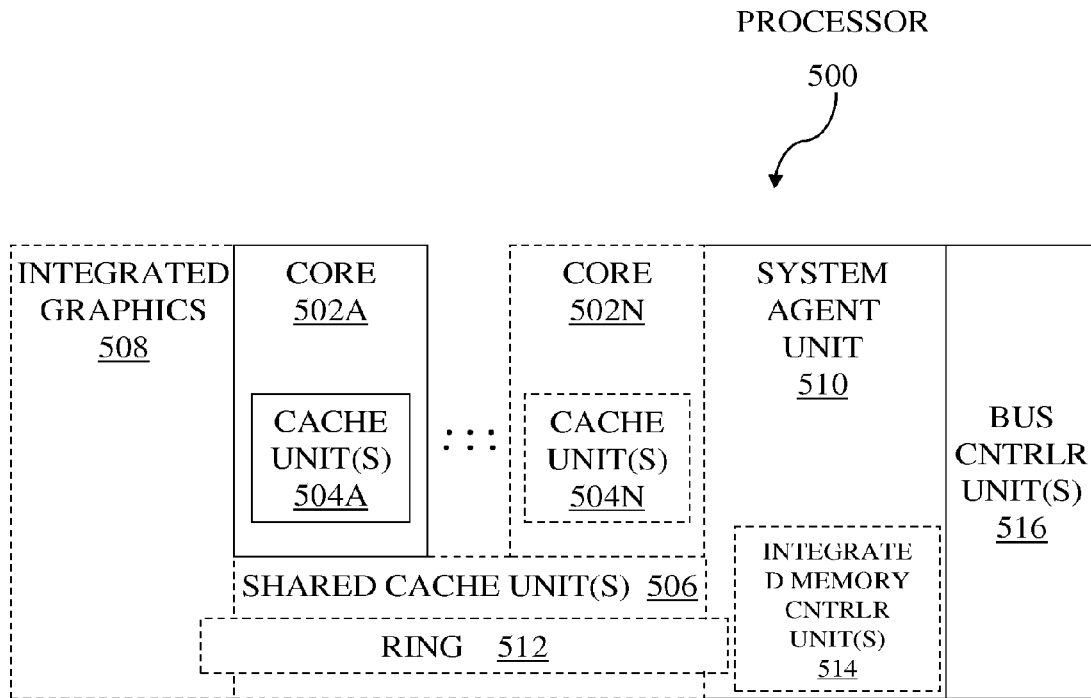 PROCESSOR
500
INTEGRATED
GRAPHICS
508
CORE
502A
CACHE
UNIT(S)
504A
CORE
502N
CACHE
UNIT(S)
504N
SYSTEM
AGENT
UNIT
510
BUS
CNTRLR
UNIT(S)
516
SHARED CACHE UNIT(S) 506
RING 512
INTEGRATE
D MEMORY
CNTRLR
UNIT(S)
514